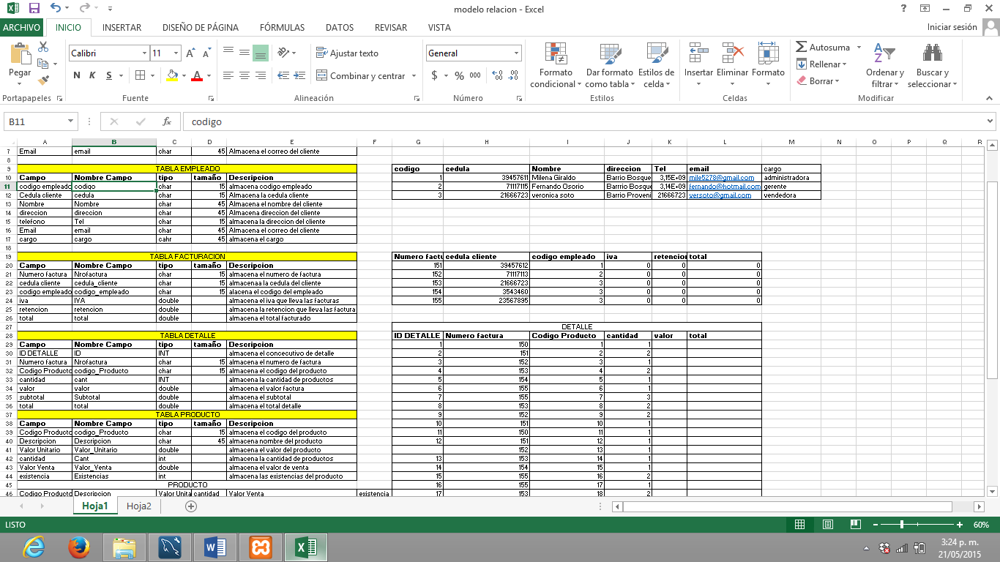 modelo relacion - Excel
ARCHIVO INICIO INSERTAR DISEÑO DE PÁGINA FÓRMULAS DATOS REVISAR VISTA Iniciar sesión
Calibri 11 Ajustar texto General Autosuma
Pegar Rellenar
N K S Combinar y centrar $ % 000 Formato condicional Dar formato como tabla Estilos de celda Insertar Eliminar Formato Borrar Ordenar y filtrar Buscar y seleccionar
Portapapeles Fuente Alineación Número Estilos Celdas Modificar
B11 fx codigo
A B C D E F G H I J K L M N O P Q R
7 Email email char 45 Almacena el correo del cliente
8
9 TABLA EMPLEADO codigo cedula Nombre direccion Tel email cargo
10 Campo Nombre Campo tipo tamaño Descripcion 1 39457611 Milena Giraldo Barrio Bosque 3,15E+09 mile5278@gmail.com administradora
11 codigo empleado codigo char 15 almacena codigo empleado 2 71117115 Fernando Osorio Barrrio Bosque 3,14E+09 fernando@hotmail.com gerente
12 Cedula cliente cedula char 15 Almacena la cedula cliente 3 21666723 veronica soto Barrio Proveni 21666723 versoto@gmail.com vendedora
13 Nombre Nombre char 45 Almacena el nombre del cliente
14 direccion direccion char 45 Almacena direccion del cliente
15 telefono Tel char 15 almacena la direccion del cliente
16 Email email char 45 Almacena el correo del cliente
17 cargo cargo cahr 45 almacena el cargo
18
19 TABLA FACTURACION Numero factu cedula cliente codigo empleado iva retencion total
20 Campo Nombre Campo tipo tamaño Descripcion 151 39457612 1 0 0 0
21 Numero factura Nrofactura char 15 almacena el numero de factura 152 71117113 2 0 0 0
22 cedula cliente cedula_cliente char 15 almacenaa la cedula del cliente 153 21666723 3 0 0 0
23 codigo empleado codigo_empleado char 15 alacena el codigo del empleado 154 3543460 3 0 0 0
24 iva IVA double almacena el iva que lleva las facturas 155 23567895 3 0 0 0
25 retencion retencion double almacena la retencion que lleva las factura
26 total total double almacena el total facturado
27 DETALLE
28 TABLA DETALLE ID DETALLE Numero factura Codigo Producto cantidad valor total
29 Campo Nombre Campo tipo tamaño Descripcion 1 150 1 1
30 ID DETALLE ID INT almacena el concecutivo de detalle 2 151 2 2
31 Numero factura Nrofactura char 15 almacena el numero de factura 3 152 3 1
32 Codigo Producto codigo_Producto char 15 almacena el codigo del producto 4 153 4 2
33 cantidad cant INT almacena la cantidad de productos 5 154 5 1
34 valor valor double almacena el valor factura 6 155 6 1
35 subtotal Subtotal double almacena el subtotal 7 155 7 3
36 total total double almacena el total detalle 8 153 8 2
37 TABLA PRODUCTO 9 152 9 2
38 Campo Nombre Campo tipo tamaño Descripcion 10 151 10 1
39 Codigo Producto codigo_Producto char 15 almacena el codigo del producto 11 150 11 1
40 Descripcion Descripcion char 45 almacena nombre del producto 12 151 12 1
41 Valor Unitario Valor_Unitario double almacena el valor del producto 152 13 1
42 cantidad Cant int almacena la cantidad de productos 13 153 14 1
43 Valor Venta Valor_Venta double almacena el valor de venta 14 154 15 1
44 existencia Existencias int almacena las existencias del producto 15 155 16 2
45 PRODUCTO 16 155 17 1
46 Codigo Producto Descripcion Valor Unita cantidad Valor Venta existencia 17 153 18 2
Hoja1 Hoja2
LISTO 60%
3:24 p. m.
21/05/2015